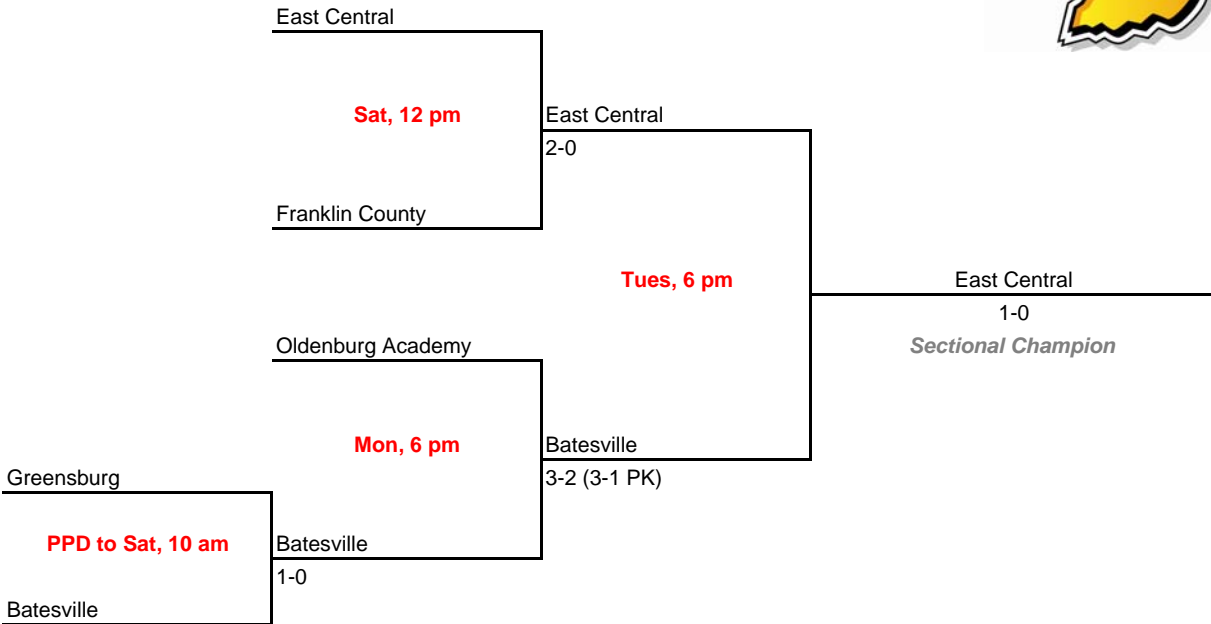 East Central
Sat, 12 pm
East Central
2-0
Franklin County
Tues, 6 pm
East Central
1-0
Sectional Champion
Oldenburg Academy
Mon, 6 pm
Batesville
3-2 (3-1 PK)
Greensburg
PPD to Sat, 10 am
Batesville
1-0
Batesville